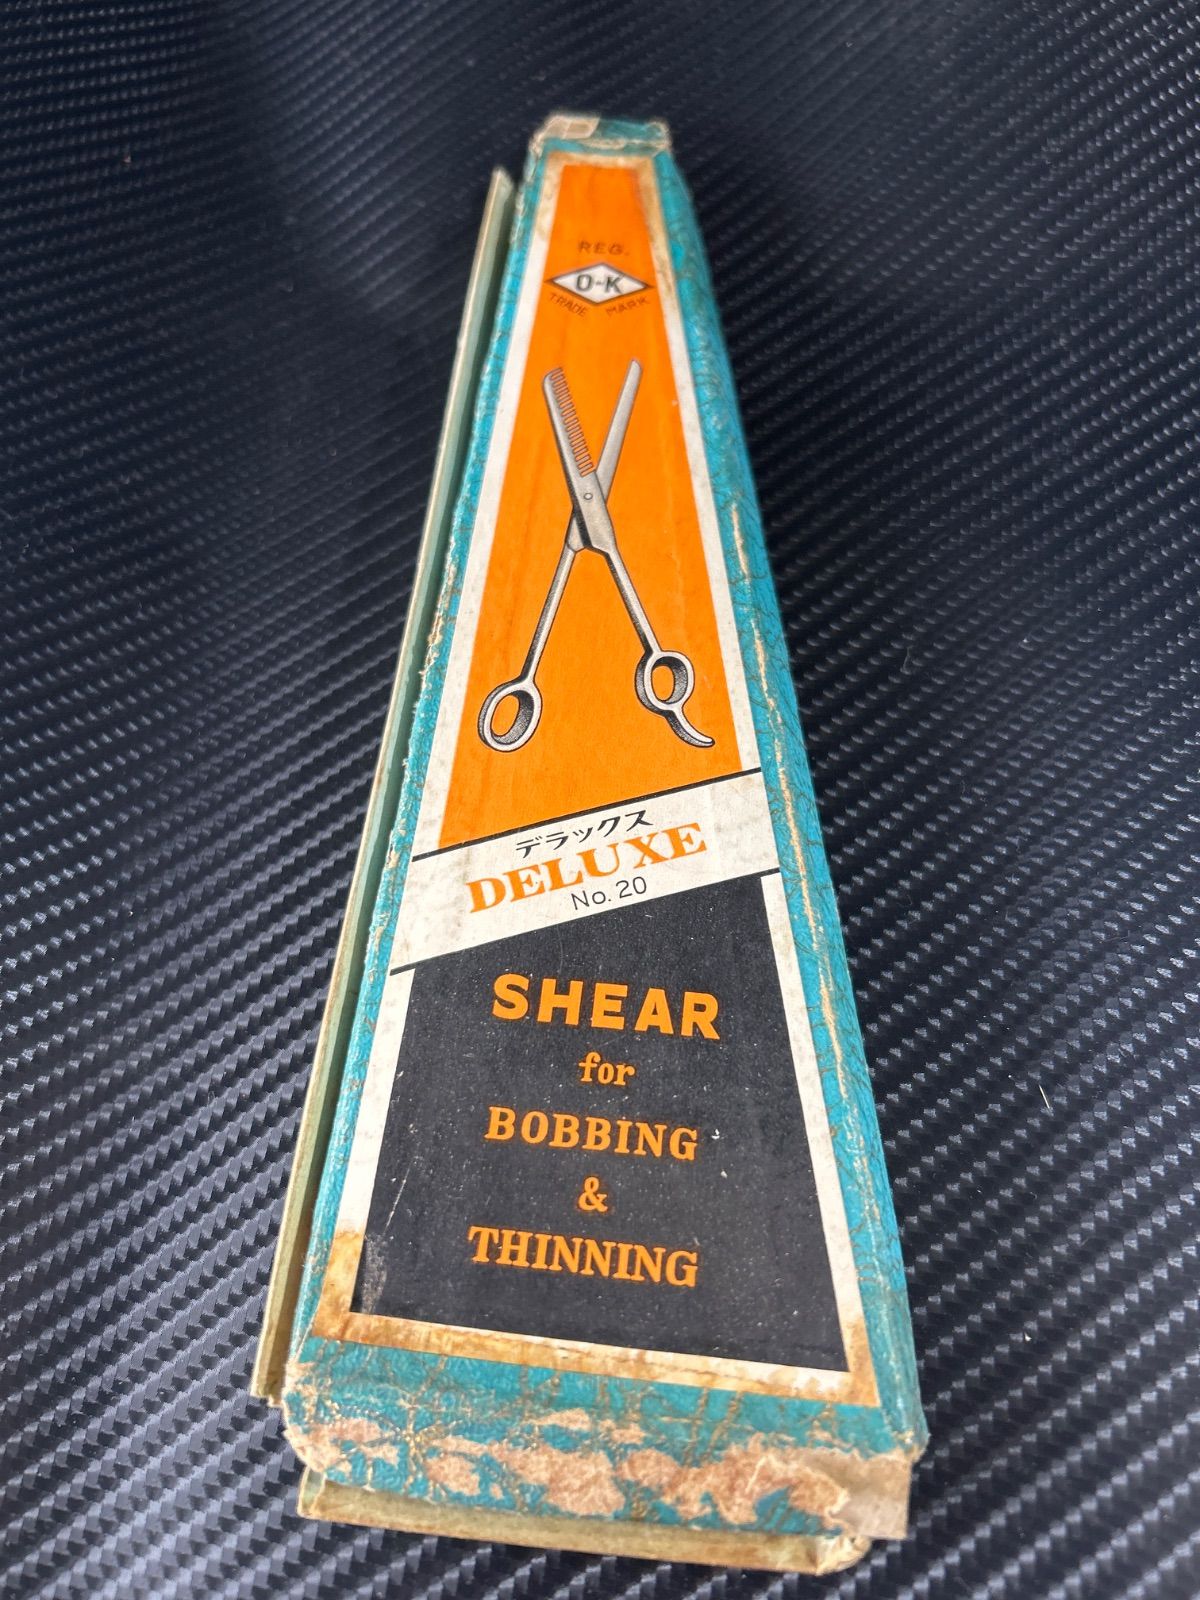 REG.
O-K
TRADE MARK
デラックス
DELUXE
No. 20
SHEAR
for
BOBBING
&
THINNING